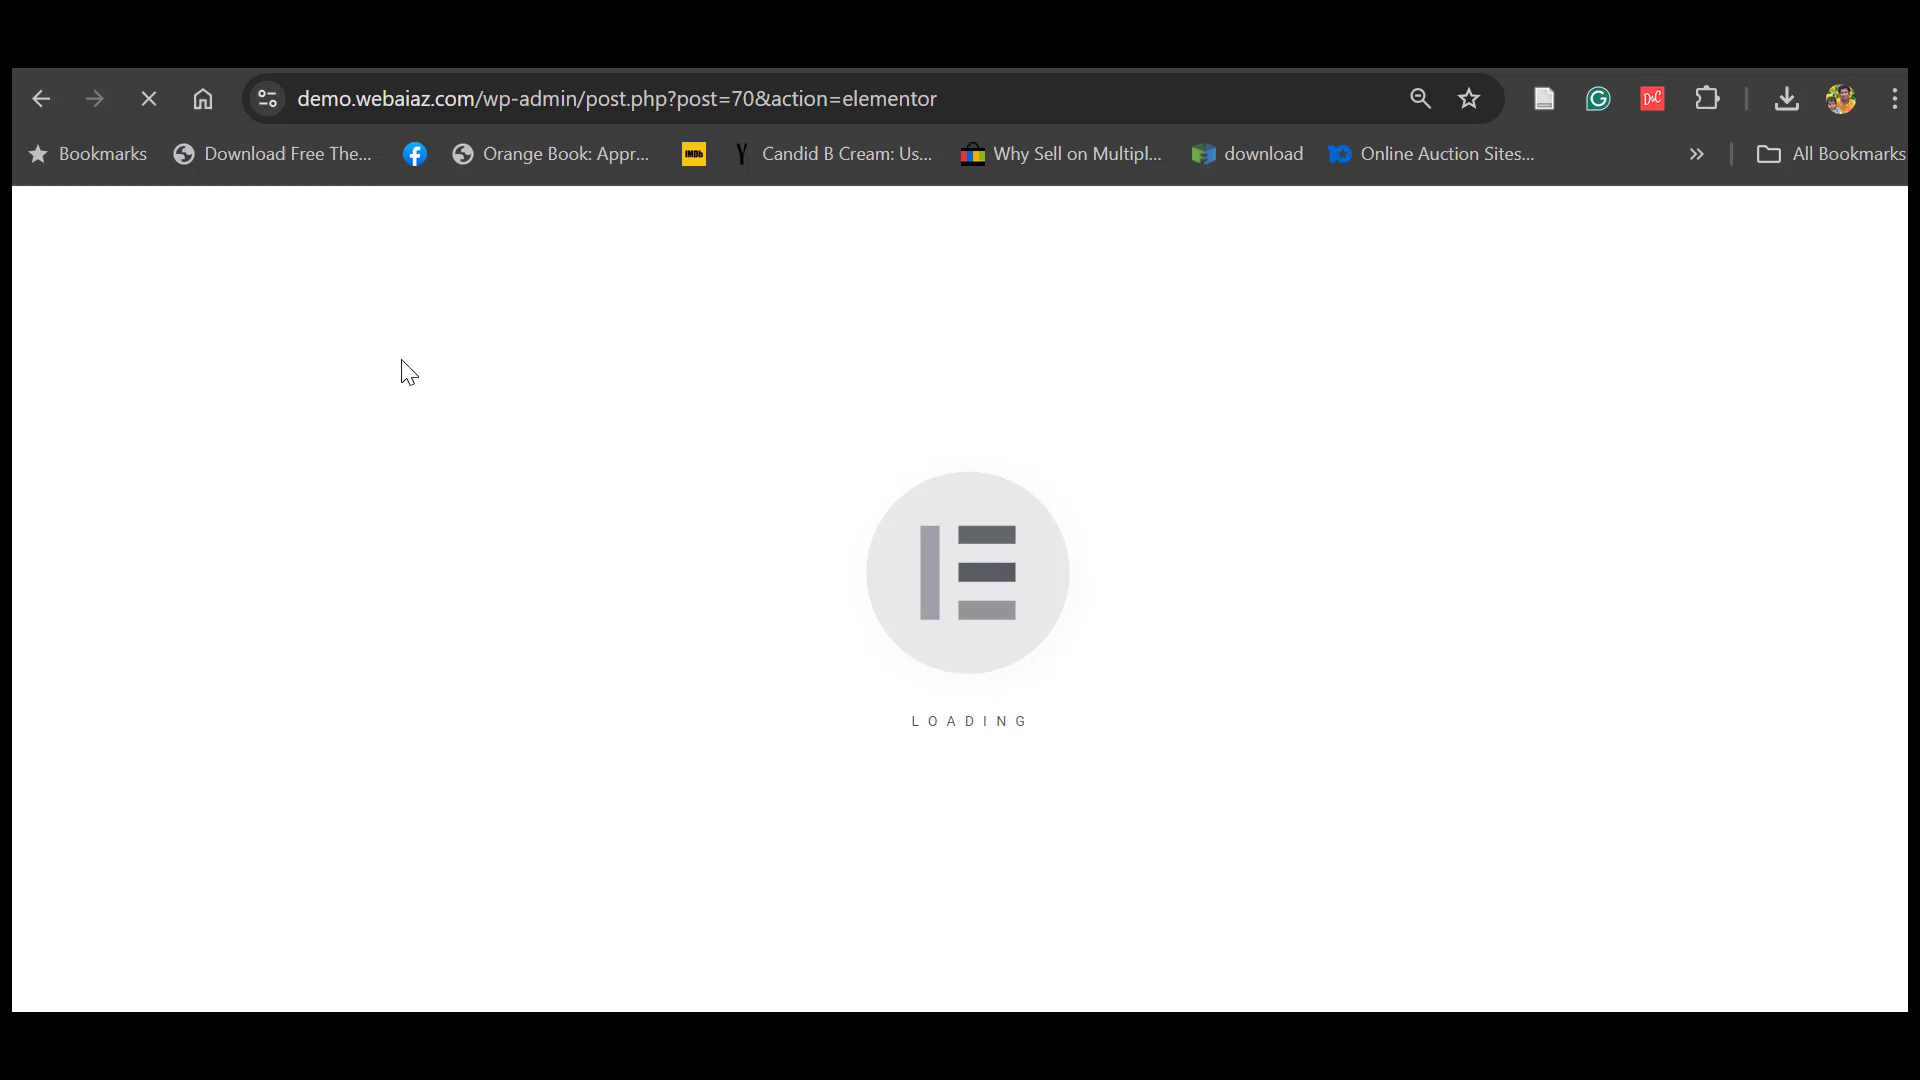 demo.webaiaz.com/wp-admin/post.php?post=70&action=elementor
Bookmarks Download Free The... Orange Book: Appr... IMDb Candid B Cream: Us... Why Sell on Multipl... download Online Auction Sites... All Bookmarks
LOADING